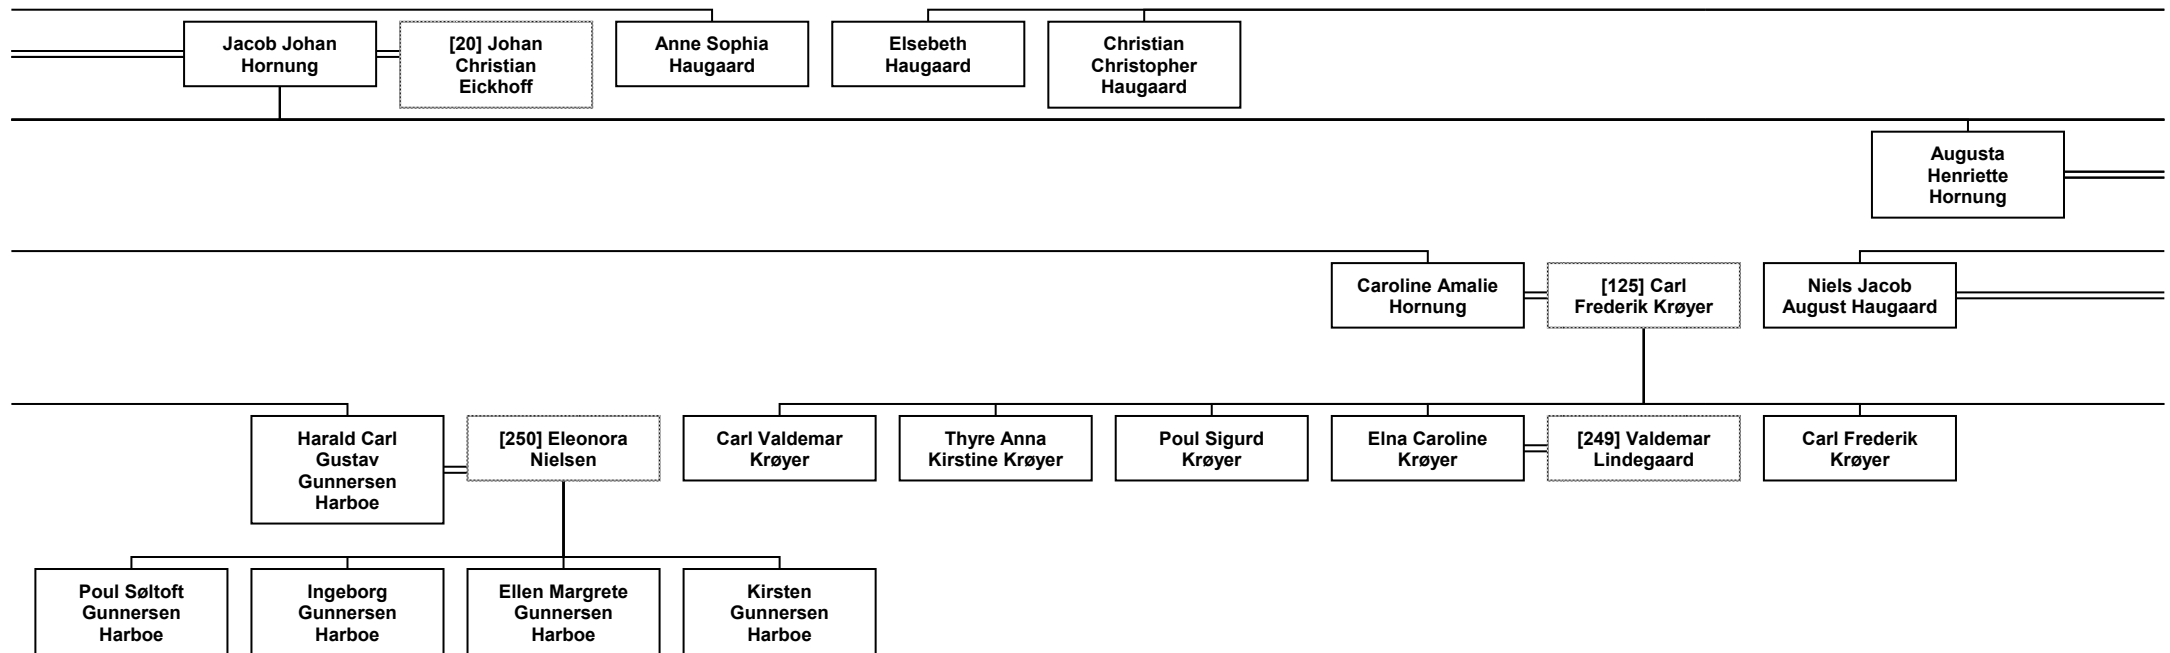 Jacob Johan
Hornung
[20] Johan
Christian
Eickhoff
Anne Sophia
Haugaard
Elsebeth
Haugaard
Christian
Christopher
Haugaard
Augusta
Henriette
Hornung
Caroline Amalie
Hornung
[125] Carl
Frederik Krøyer
Niels Jacob
August Haugaard
Harald Carl
Gustav
Gunnersen
Harboe
[250] Eleonora
Nielsen
Carl Valdemar
Krøyer
Thyre Anna
Kirstine Krøyer
Poul Sigurd
Krøyer
Elna Caroline
Krøyer
[249] Valdemar
Lindegaard
Carl Frederik
Krøyer
Poul Søltoft
Gunnersen
Harboe
Ingeborg
Gunnersen
Harboe
Ellen Margrete
Gunnersen
Harboe
Kirsten
Gunnersen
Harboe